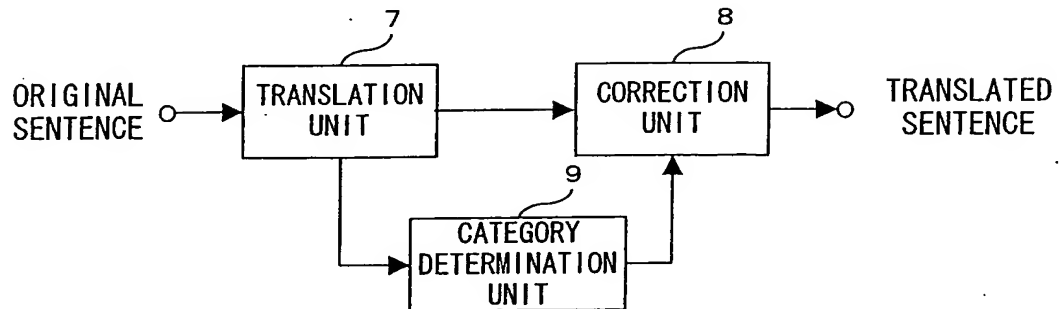 7
8
ORIGINAL
SENTENCE
TRANSLATION
UNIT
CORRECTION
UNIT
TRANSLATED
SENTENCE
9
CATEGORY
DETERMINATION
UNIT